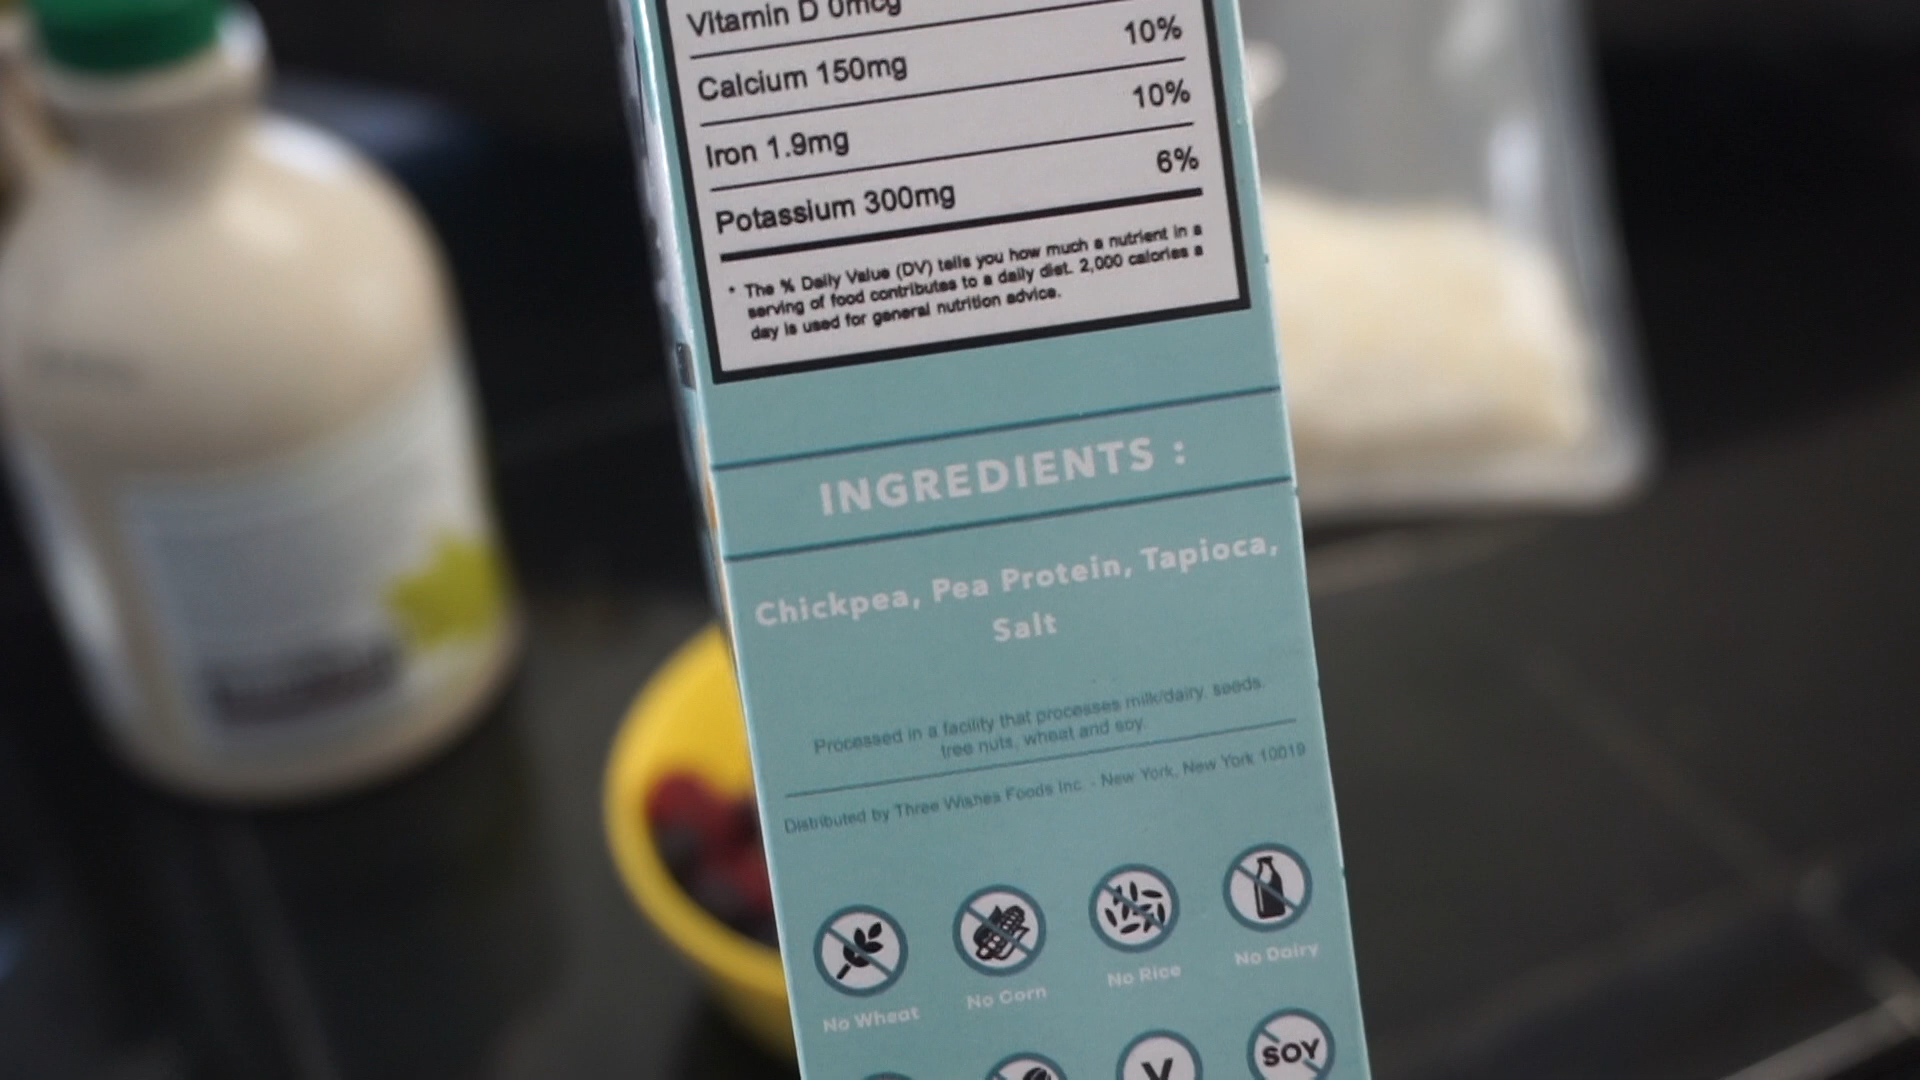 Vitamin D 0mcg
10%
Calcium 150mg
10%
Iron 1.9mg
6%
Potassium 300mg
* The % Daily Value (DV) tells you how much a nutrient in a
serving of food contributes to a daily diet. 2,000 calories a
day is used for general nutrition advice.
INGREDIENTS :
Chickpea, Pea Protein, Tapioca,
Salt
Processed in a facility that processes milk/dairy, seeds,
tree nuts, wheat and soy.
Distributed by Three Wishes Foods Inc. - New York, New York 10019
No Wheat
No Corn
No Rice
No Dairy
V
SOY